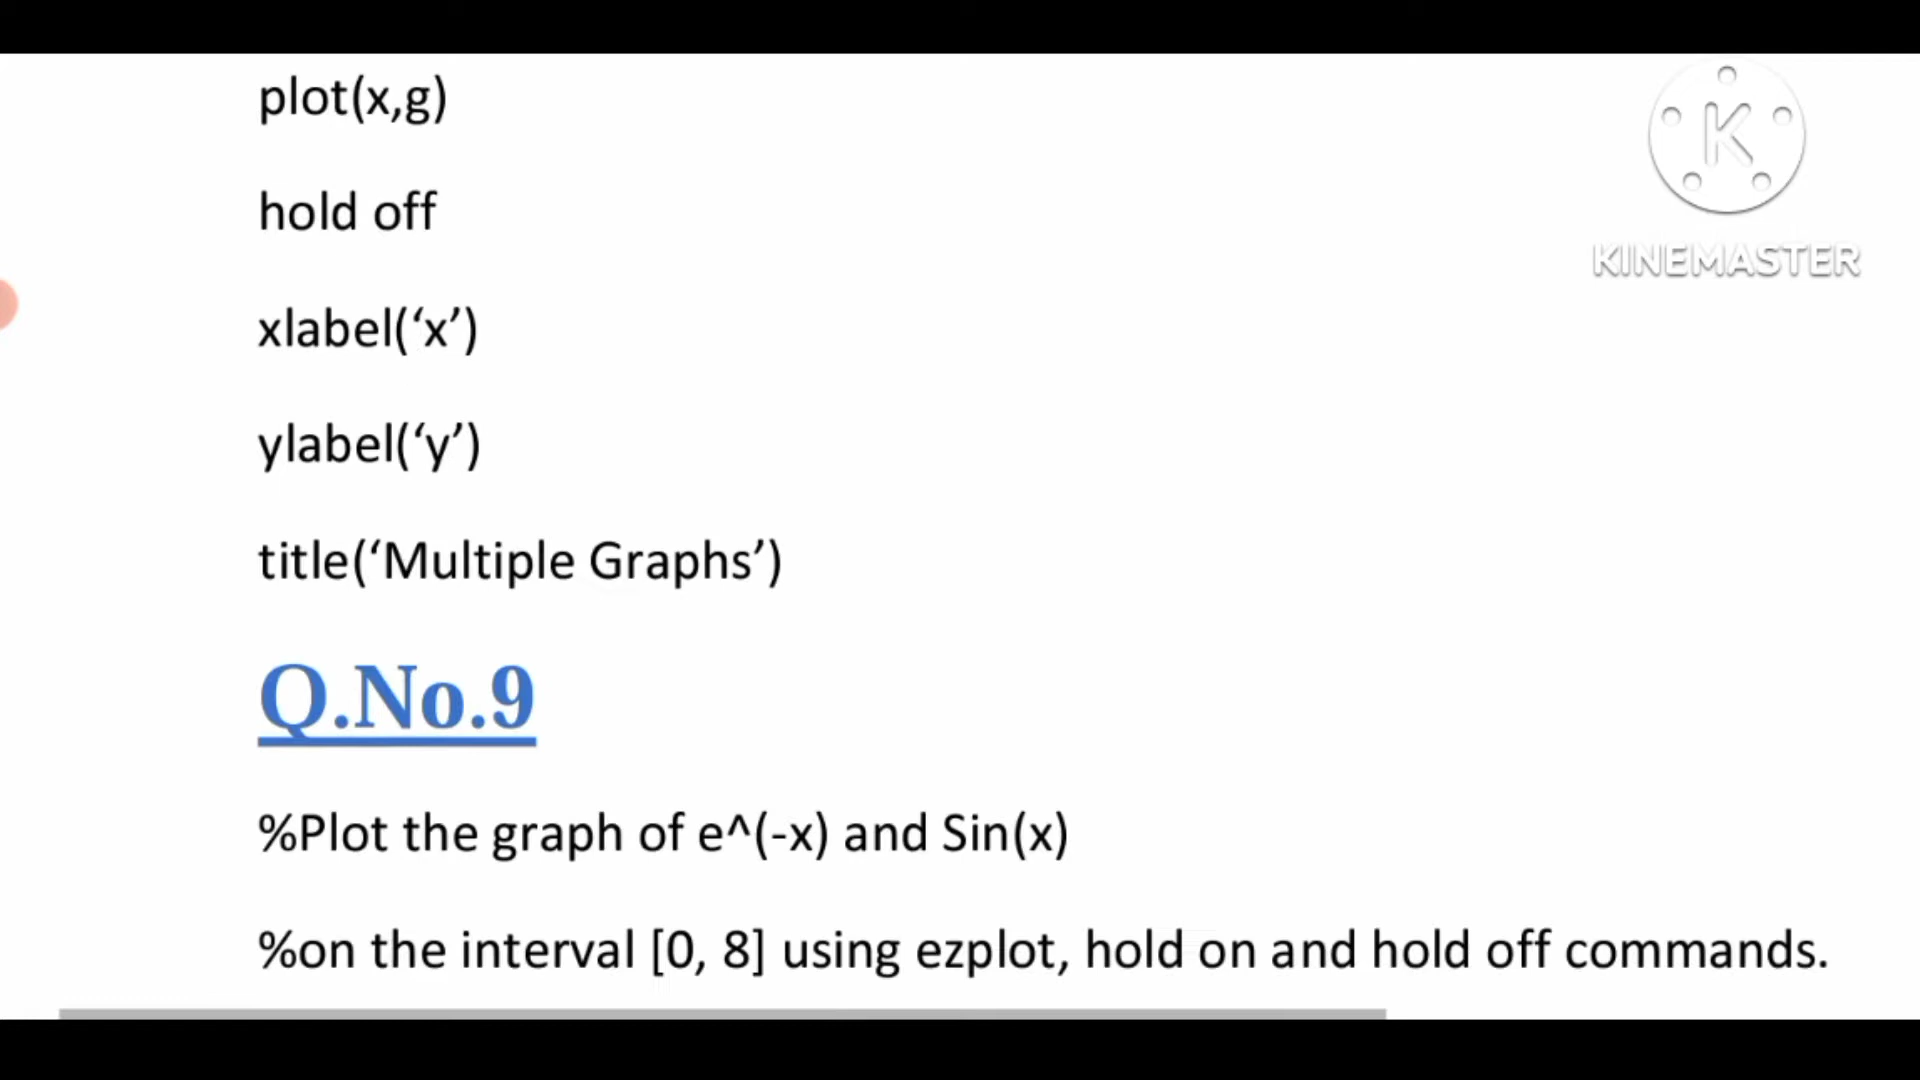 plot(x,g)
hold off
xlabel(‘x’)
ylabel(‘y’)
title(‘Multiple Graphs’)
Q.No.9
%Plot the graph of e^(-x) and Sin(x)
%on the interval [0, 8] using ezplot, hold on and hold off commands.
K
KINEMASTER